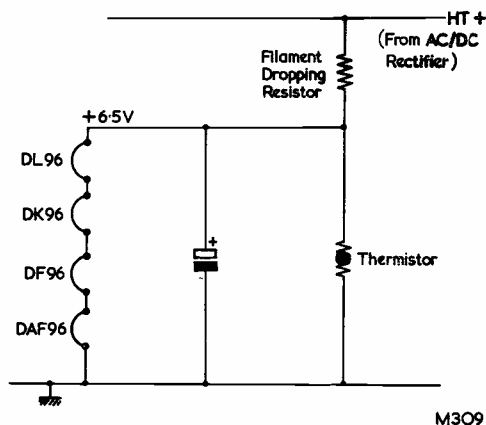 HT+
(From AC/DC
Rectifier)
Filament
Dropping
Resistor
+6.5V
DL96
DK96
DF96
DAF96
+
Thermistor
M309